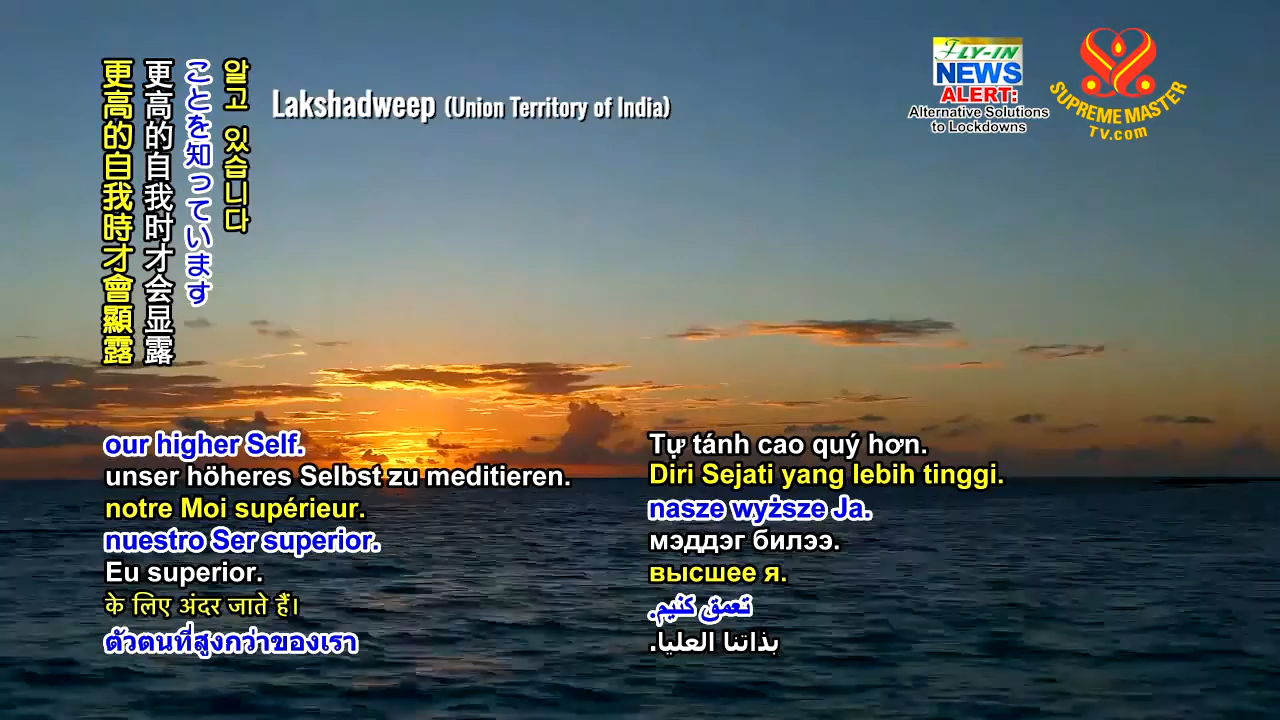 更高的自我時才會顯露
更高的自我时才会显露
ことを知っています
알고 있습니다
Lakshadweep (Union Territory of India)
FLY-IN
NEWS
ALERT:
Alternative Solutions
to Lockdowns
SUPREME MASTER
TV.com
our higher Self.
unser höheres Selbst zu meditieren.
notre Moi supérieur.
nuestro Ser superior.
Eu superior.
के लिए अंदर जाते हैं।
ตัวตนที่สูงกว่าของเรา
Tự tánh cao quý hơn.
Diri Sejati yang lebih tinggi.
nasze wyższe Ja.
мэддэг билээ.
высшее я.
تعمق کنیم.
بذاتنا العليا.